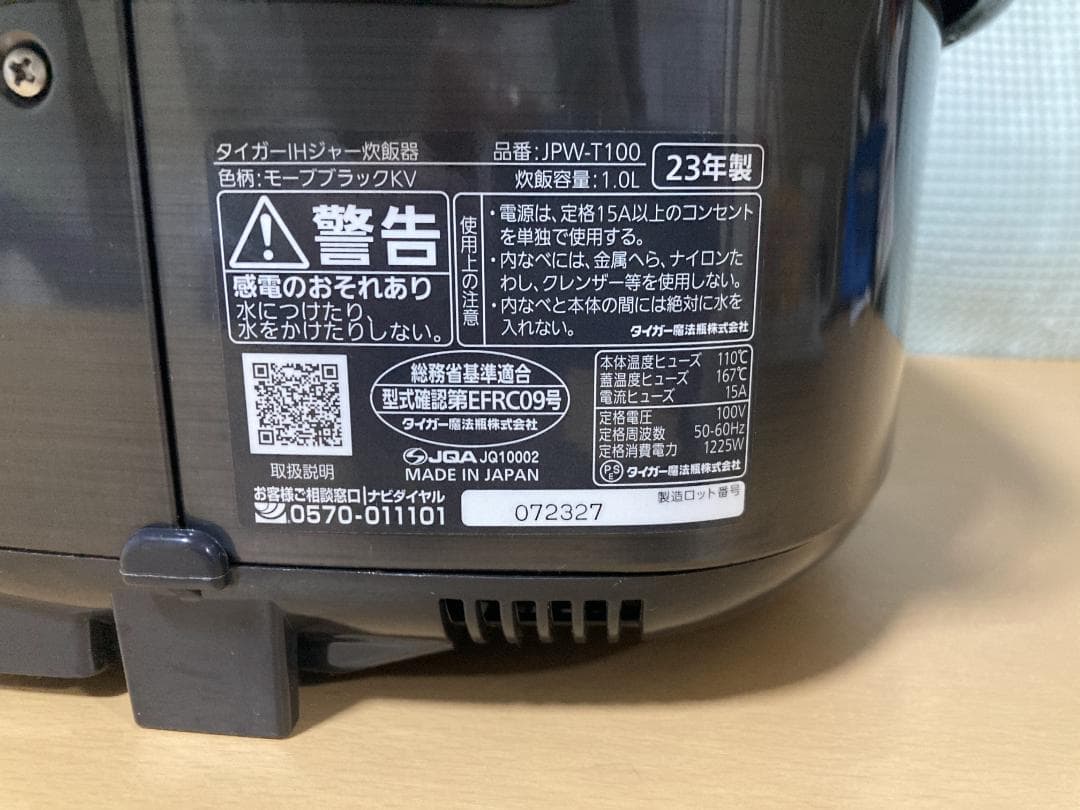 タイガーIHジャー炊飯器
品番:JPW-T100
23年製
色柄:モーブブラックKV
炊飯容量:1.0L
警告
感電のおそれあり
水につけたり、
水をかけたりしない。
使用上の注意
・電源は、定格15A以上のコンセント
を単独で使用する。
・内なべには、金属へら、ナイロンた
わし、クレンザー等を使用しない。
・内なべと本体の間には絶対に水を
入れない。
タイガー魔法瓶株式会社
取扱説明
総務省基準適合
型式確認第EFRC09号
タイガー魔法瓶株式会社
JQA JQ10002
MADE IN JAPAN
本体温度ヒューズ 110℃
蓋温度ヒューズ 167℃
電流ヒューズ 15A
定格電圧 100V
定格周波数 50-60Hz
定格消費電力 1225W
PSE タイガー魔法瓶株式会社
お客様ご相談窓口 ナビダイヤル
0570-011101
製造ロット番号
072327